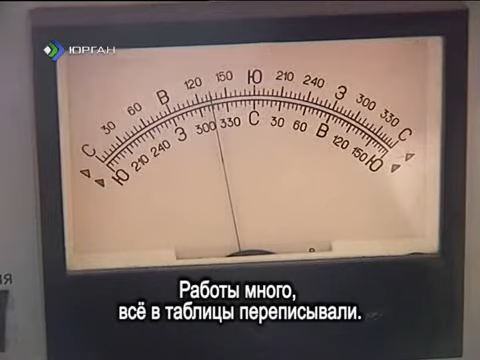 ЮРГАН
С 30 60 В 120 150 Ю 210 240 З 300 330 С
Ю 210 240 З 300 330 С 30 60 В 120 150 Ю
Работы много,
всё в таблицы переписывали.